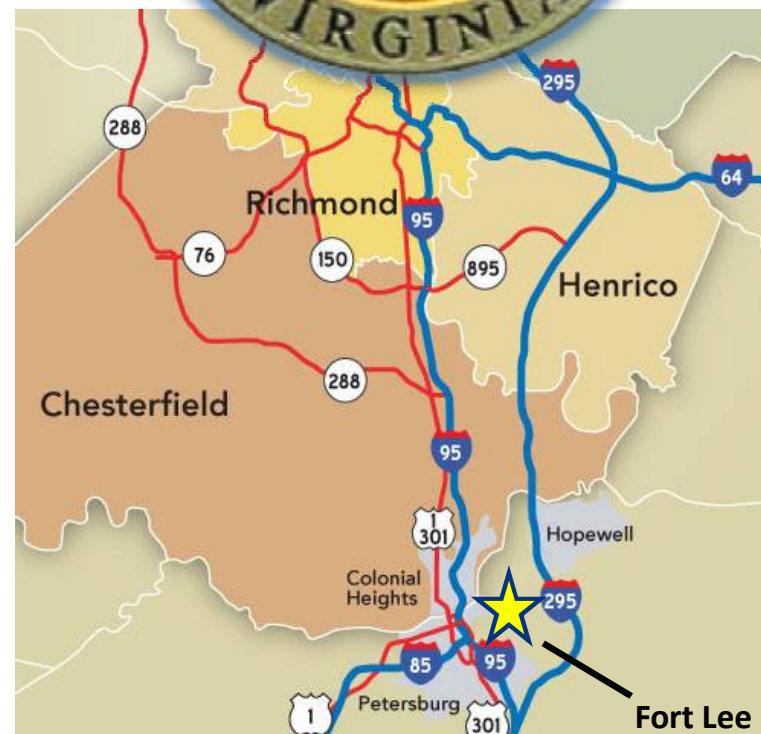 VIRGINIA
295
288
64
Richmond
95
76
150
895
Henrico
288
Chesterfield
95
1
301
Hopewell
Colonial
Heights
295
85
95
Petersburg
1
301
Fort Lee